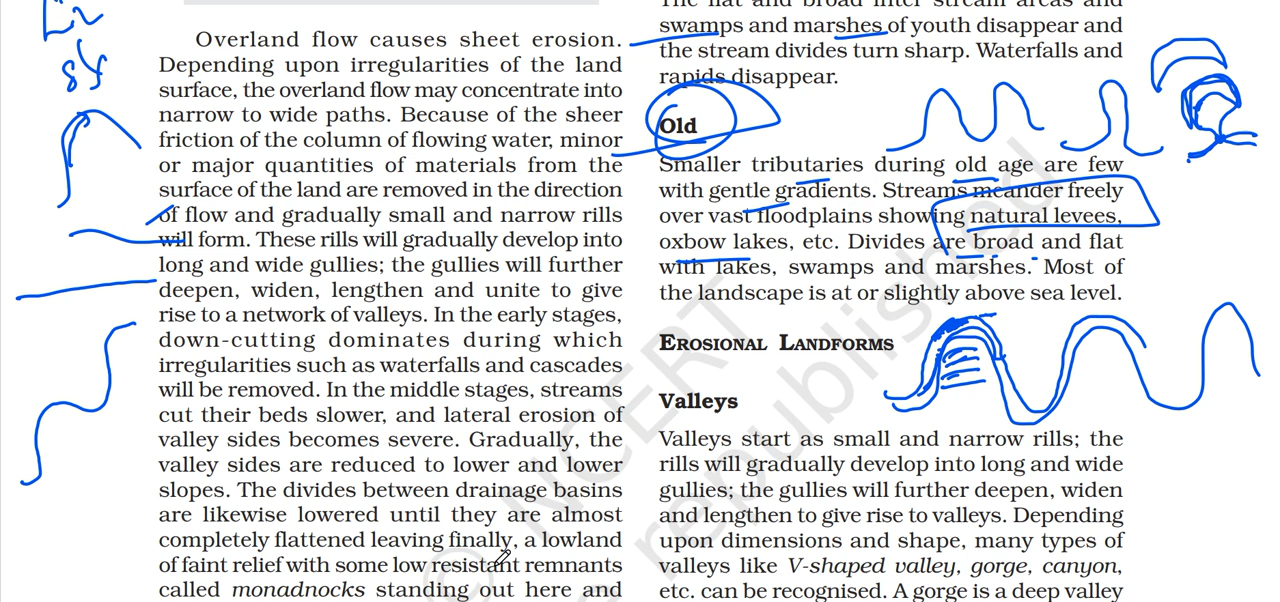 Overland flow causes sheet erosion.
Depending upon irregularities of the land
surface, the overland flow may concentrate into
narrow to wide paths. Because of the sheer
friction of the column of flowing water, minor
or major quantities of materials from the
surface of the land are removed in the direction
of flow and gradually small and narrow rills
will form. These rills will gradually develop into
long and wide gullies; the gullies will further
deepen, widen, lengthen and unite to give
rise to a network of valleys. In the early stages,
down-cutting dominates during which
irregularities such as waterfalls and cascades
will be removed. In the middle stages, streams
cut their beds slower, and lateral erosion of
valley sides becomes severe. Gradually, the
valley sides are reduced to lower and lower
slopes. The divides between drainage basins
are likewise lowered until they are almost
completely flattened leaving finally, a lowland
of faint relief with some low resistant remnants
called monadnocks standing out here and
The flat and broad inter stream areas and
swamps and marshes of youth disappear and
the stream divides turn sharp. Waterfalls and
rapids disappear.
Old
Smaller tributaries during old age are few
with gentle gradients. Streams meander freely
over vast floodplains showing natural levees,
oxbow lakes, etc. Divides are broad and flat
with lakes, swamps and marshes. Most of
the landscape is at or slightly above sea level.
EROSIONAL LANDFORMS
Valleys
Valleys start as small and narrow rills; the
rills will gradually develop into long and wide
gullies; the gullies will further deepen, widen
and lengthen to give rise to valleys. Depending
upon dimensions and shape, many types of
valleys like V-shaped valley, gorge, canyon,
etc. can be recognised. A gorge is a deep valley
© NCERT
republished